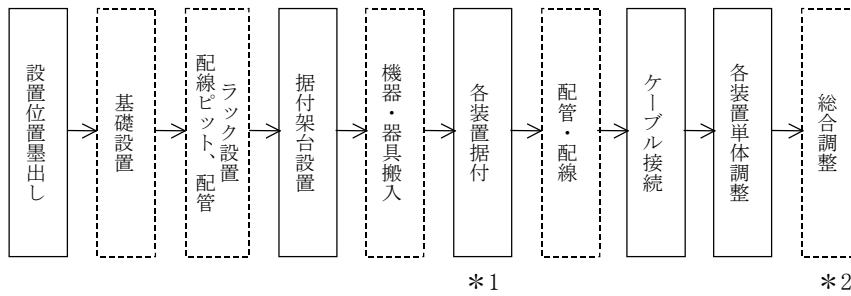 設置位置墨出し
基礎設置
配線ピット、配管
ラック設置
据付架台設置
機器・器具搬入
各装置据付
配管・配線
ケーブル接続
各装置単体調整
総合調整
＊1
＊2